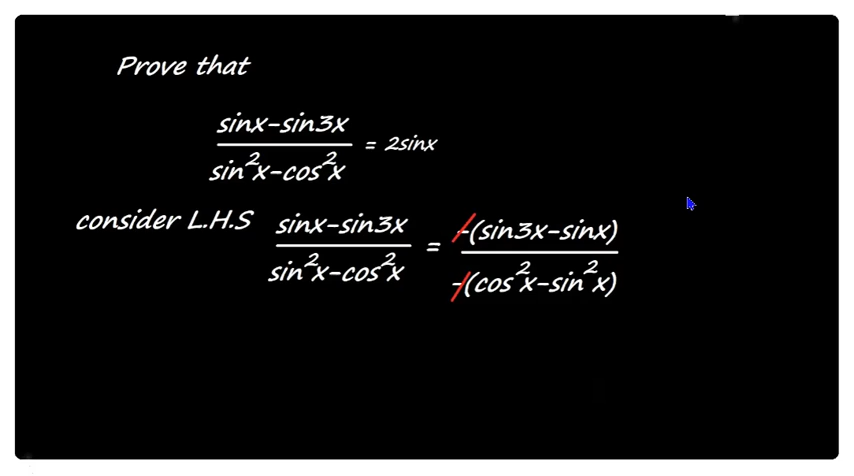 Prove that
sinx-sin3x
sin²x-cos²x
= 2sinx
consider L.H.S
sinx-sin3x
sin²x-cos²x
=
-(sin3x-sinx)
-(cos²x-sin²x)